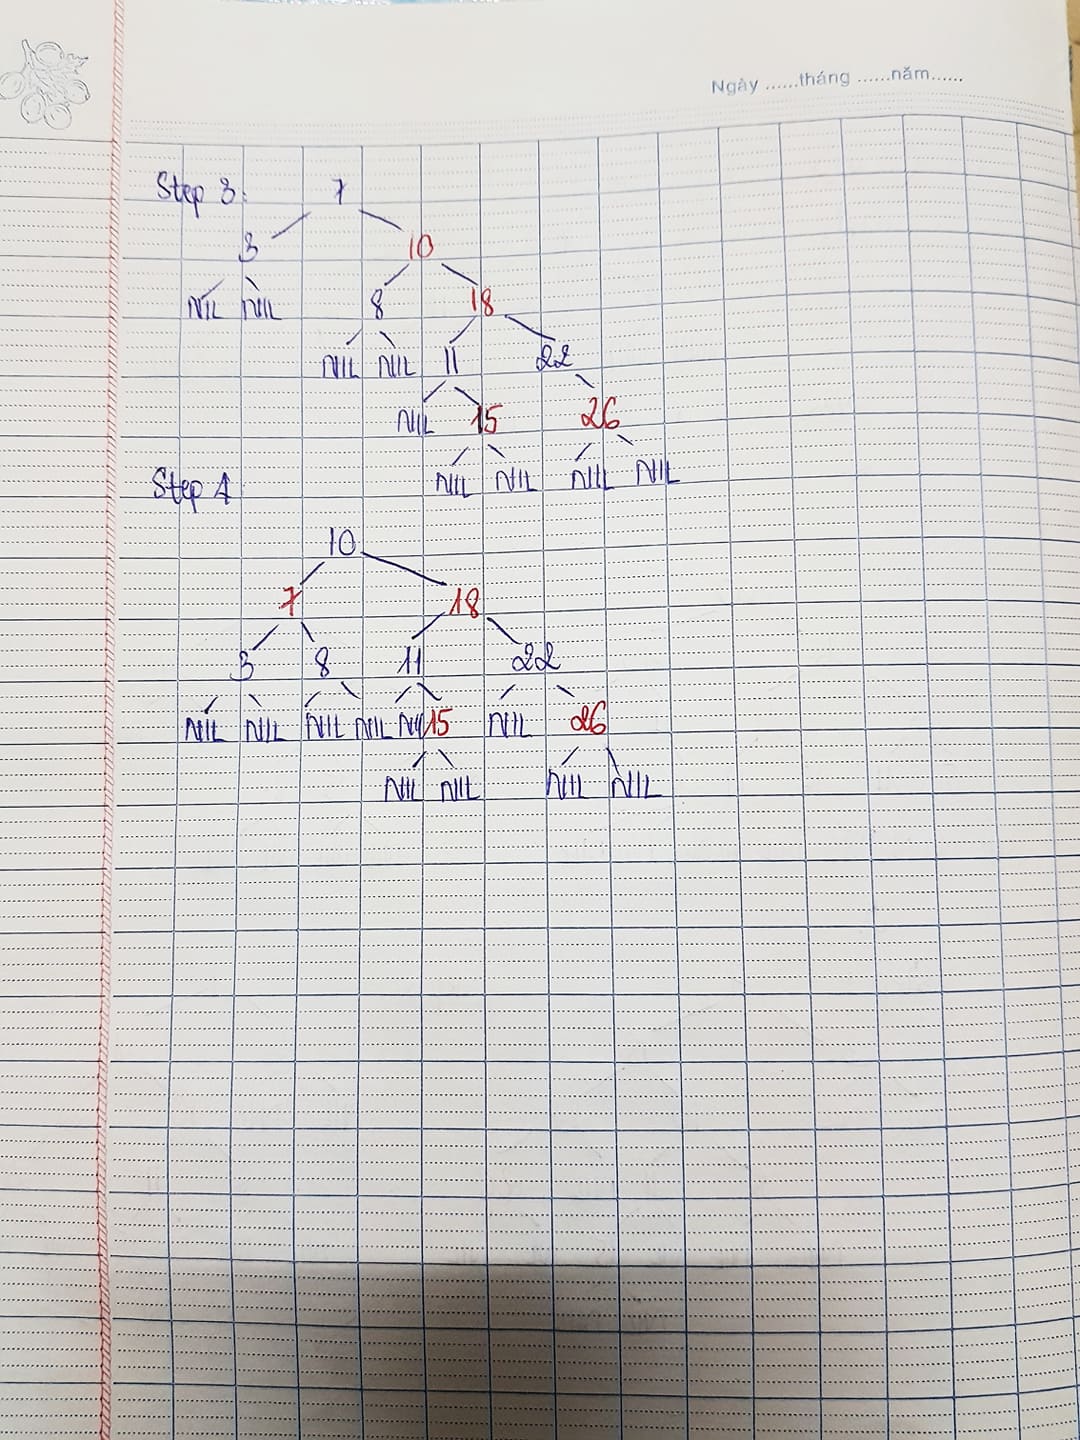 Ngày ......tháng ......năm......
Step 3: 7
3 10
NIL NIL 8 18
NIL NIL 11 22
NIL 15 26
NIL NIL NIL NIL
Step 4
10
7 18
3 8 11 22
NIL NIL NIL NIL NIL 15 NIL 26
NIL NIL NIL NIL